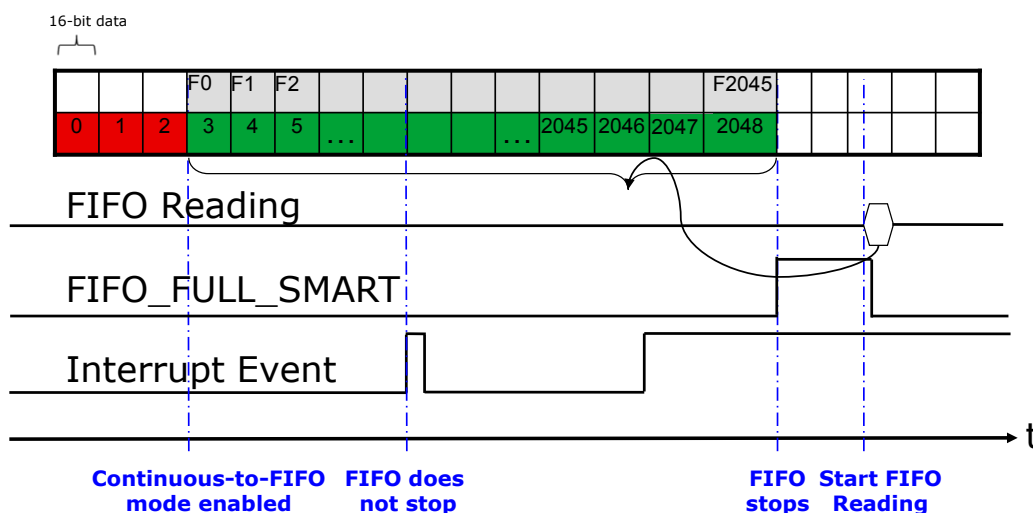 16-bit data
F0 F1 F2 F2045
0 1 2 3 4 5 ... ... 2045 2046 2047 2048
FIFO Reading
FIFO_FULL_SMART
Interrupt Event
t
Continuous-to-FIFO mode enabled
FIFO does not stop
FIFO stops
Start FIFO Reading